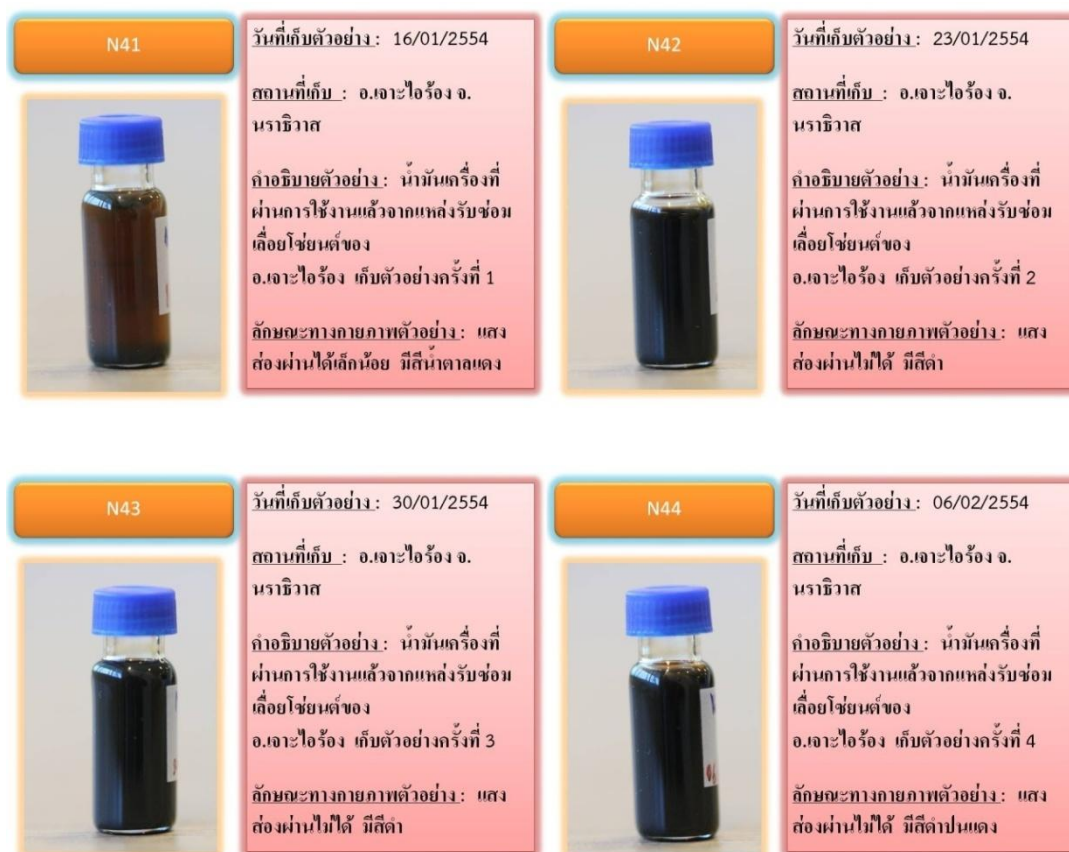 N41
วันที่เก็บตัวอย่าง : 16/01/2554
สถานที่เก็บ : อ.เจาะไอร้อง จ.
นราธิวาส
คำอธิบายตัวอย่าง : น้ำมันเครื่องที่
ผ่านการใช้งานแล้วจากแหล่งรับซ่อม
เลื่อยโซ่ยนต์ของ
อ.เจาะไอร้อง เก็บตัวอย่างครั้งที่ 1
ลักษณะทางกายภาพตัวอย่าง : แสง
ส่องผ่านได้เล็กน้อย มีสีน้ำตาลแดง
N42
วันที่เก็บตัวอย่าง : 23/01/2554
สถานที่เก็บ : อ.เจาะไอร้อง จ.
นราธิวาส
คำอธิบายตัวอย่าง : น้ำมันเครื่องที่
ผ่านการใช้งานแล้วจากแหล่งรับซ่อม
เลื่อยโซ่ยนต์ของ
อ.เจาะไอร้อง เก็บตัวอย่างครั้งที่ 2
ลักษณะทางกายภาพตัวอย่าง : แสง
ส่องผ่านไม่ได้ มีสีดำ
N43
วันที่เก็บตัวอย่าง : 30/01/2554
สถานที่เก็บ : อ.เจาะไอร้อง จ.
นราธิวาส
คำอธิบายตัวอย่าง : น้ำมันเครื่องที่
ผ่านการใช้งานแล้วจากแหล่งรับซ่อม
เลื่อยโซ่ยนต์ของ
อ.เจาะไอร้อง เก็บตัวอย่างครั้งที่ 3
ลักษณะทางกายภาพตัวอย่าง : แสง
ส่องผ่านไม่ได้ มีสีดำ
N44
วันที่เก็บตัวอย่าง : 06/02/2554
สถานที่เก็บ : อ.เจาะไอร้อง จ.
นราธิวาส
คำอธิบายตัวอย่าง : น้ำมันเครื่องที่
ผ่านการใช้งานแล้วจากแหล่งรับซ่อม
เลื่อยโซ่ยนต์ของ
อ.เจาะไอร้อง เก็บตัวอย่างครั้งที่ 4
ลักษณะทางกายภาพตัวอย่าง : แสง
ส่องผ่านไม่ได้ มีสีดำปนแดง